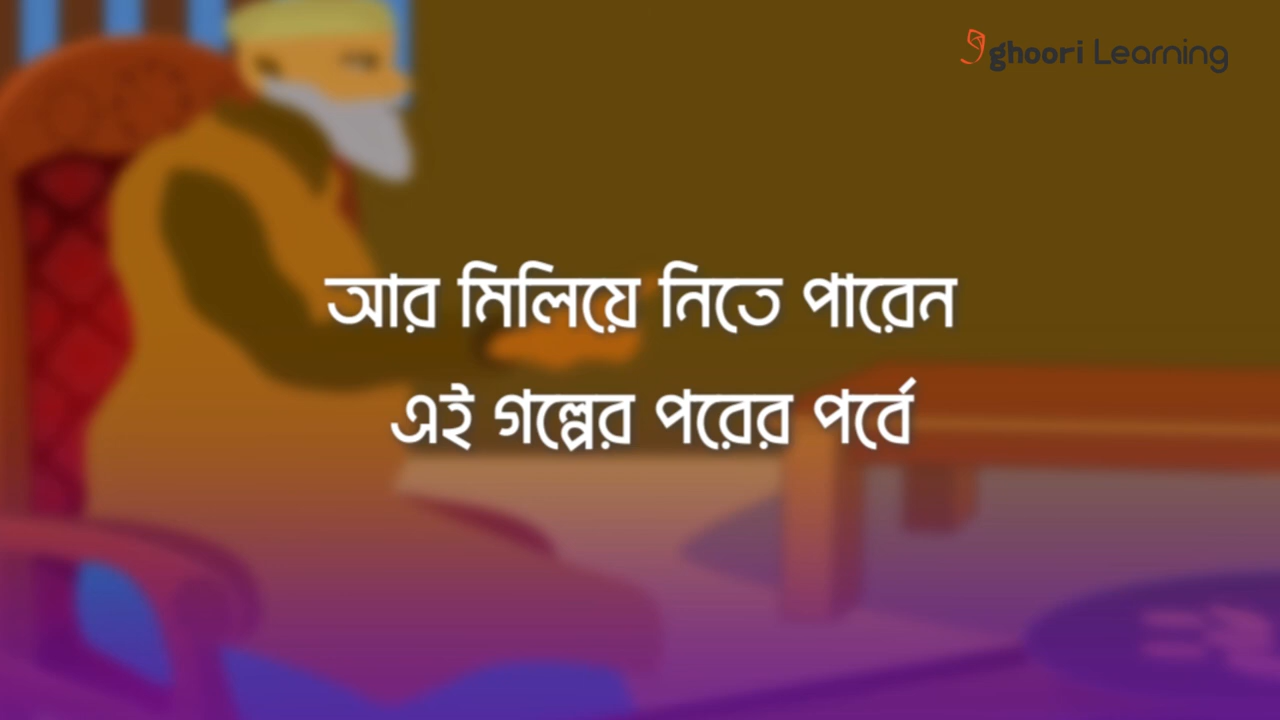 ghoori Learning
আর মিলিয়ে নিতে পারেন
এই গল্পের পরের পর্বে